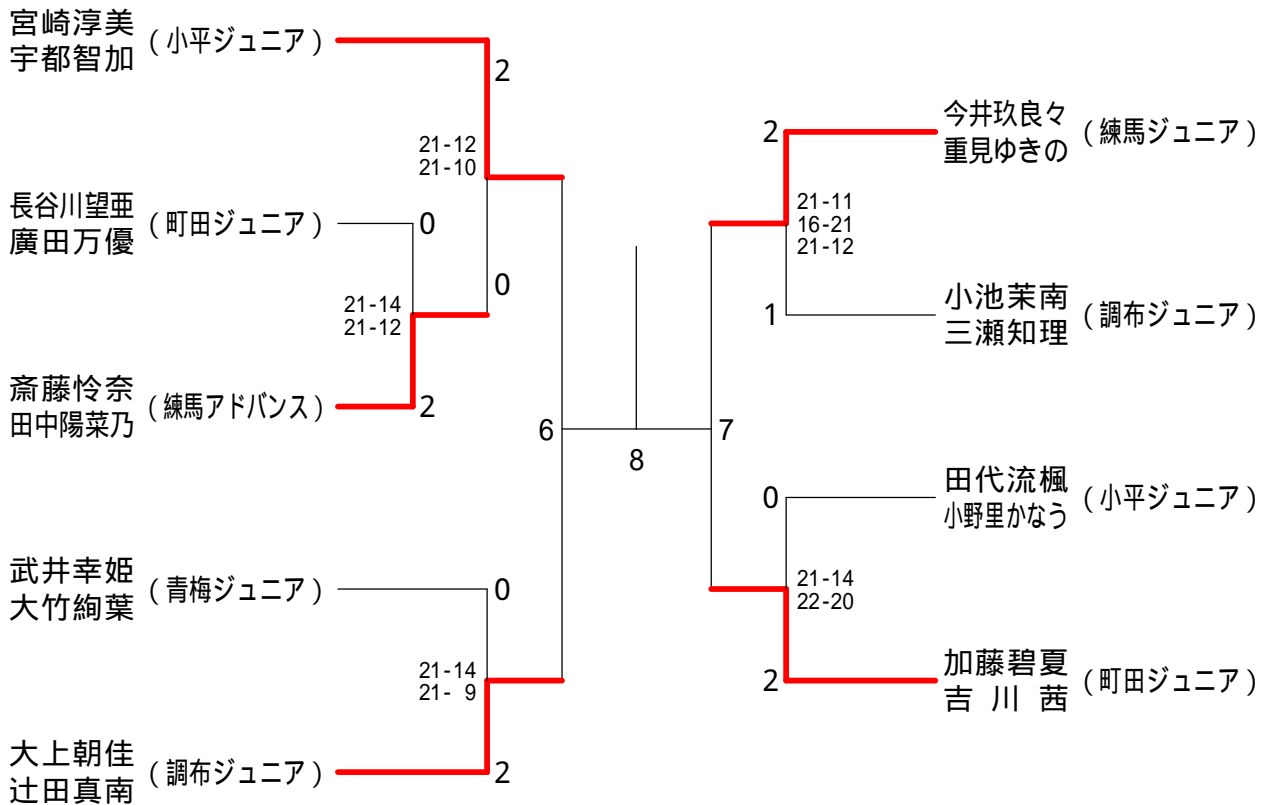 宮崎淳美
宇都智加
(小平ジュニア)
2
21-12
21-10
長谷川望亜
廣田万優
(町田ジュニア)
0
0
21-14
21-12
斎藤怜奈
田中陽菜乃
(練馬アドバンス)
2
6
武井幸姫
大竹絢葉
(青梅ジュニア)
0
21-14
21- 9
大上朝佳
辻田真南
(調布ジュニア)
2
8
今井玖良々
重見ゆきの
(練馬ジュニア)
2
21-11
16-21
21-12
小池茉南
三瀬知理
(調布ジュニア)
1
7
田代流楓
小野里かなう
(小平ジュニア)
0
21-14
22-20
加藤碧夏
吉川茜
(町田ジュニア)
2